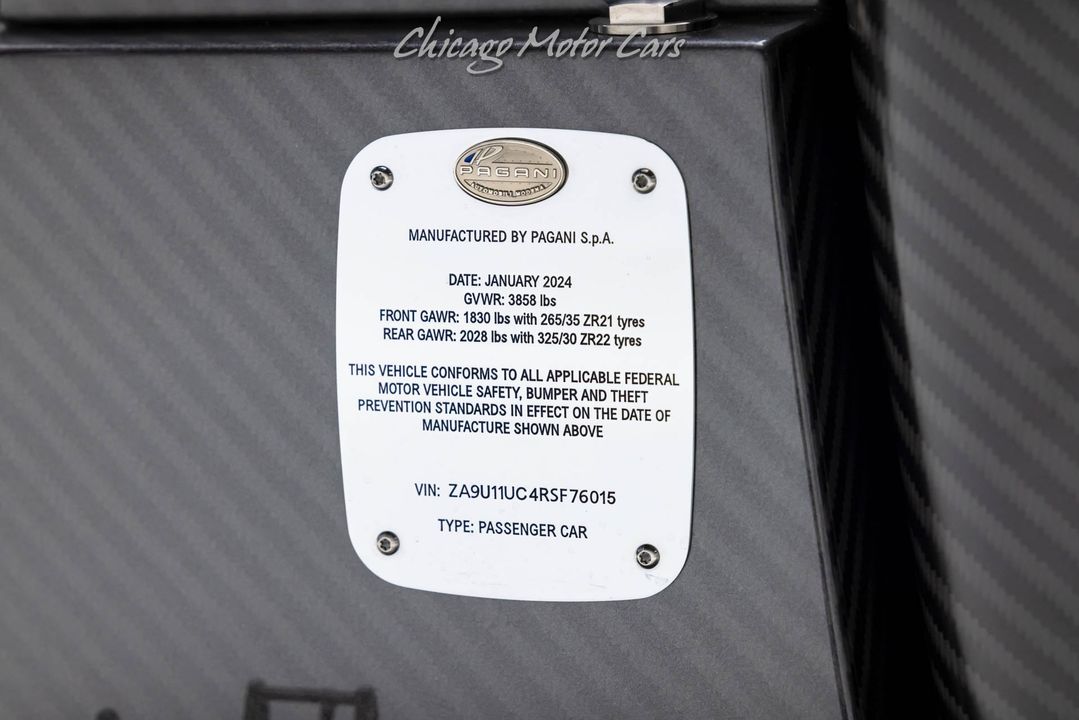 Chicago Motor Cars
PAGANI
AUTOMOBILI MODENA
MANUFACTURED BY PAGANI S.p.A.
DATE: JANUARY 2024
GVWR: 3858 lbs
FRONT GAWR: 1830 lbs with 265/35 ZR21 tyres
REAR GAWR: 2028 lbs with 325/30 ZR22 tyres
THIS VEHICLE CONFORMS TO ALL APPLICABLE FEDERAL
MOTOR VEHICLE SAFETY, BUMPER AND THEFT
PREVENTION STANDARDS IN EFFECT ON THE DATE OF
MANUFACTURE SHOWN ABOVE
VIN: ZA9U11UC4RSF76015
TYPE: PASSENGER CAR